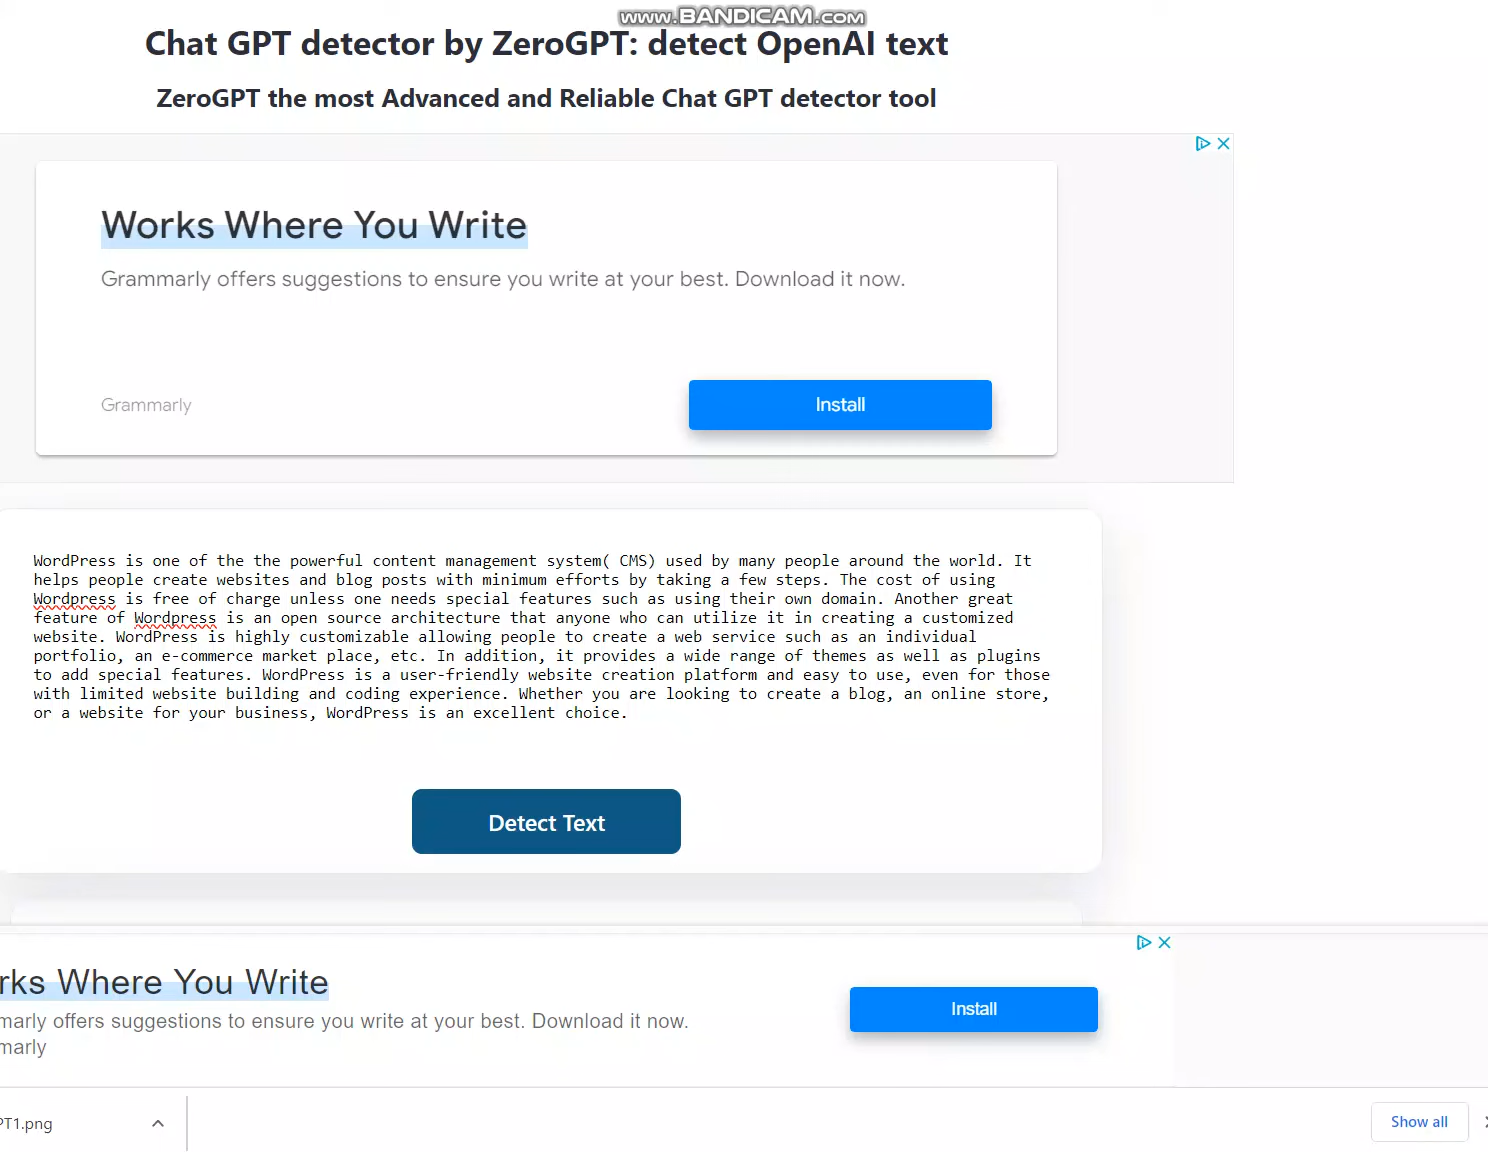 www.BANDICAM.com
Chat GPT detector by ZeroGPT: detect OpenAI text
ZeroGPT the most Advanced and Reliable Chat GPT detector tool
Works Where You Write
Grammarly offers suggestions to ensure you write at your best. Download it now.
Grammarly
Install
WordPress is one of the the powerful content management system( CMS) used by many people around the world. It
helps people create websites and blog posts with minimum efforts by taking a few steps. The cost of using
Wordpress is free of charge unless one needs special features such as using their own domain. Another great
feature of Wordpress is an open source architecture that anyone who can utilize it in creating a customized
website. WordPress is highly customizable allowing people to create a web service such as an individual
portfolio, an e-commerce market place, etc. In addition, it provides a wide range of themes as well as plugins
to add special features. WordPress is a user-friendly website creation platform and easy to use, even for those
with limited website building and coding experience. Whether you are looking to create a blog, an online store,
or a website for your business, WordPress is an excellent choice.
Detect Text
rks Where You Write
marly offers suggestions to ensure you write at your best. Download it now.
marly
Install
PT1.png
Show all